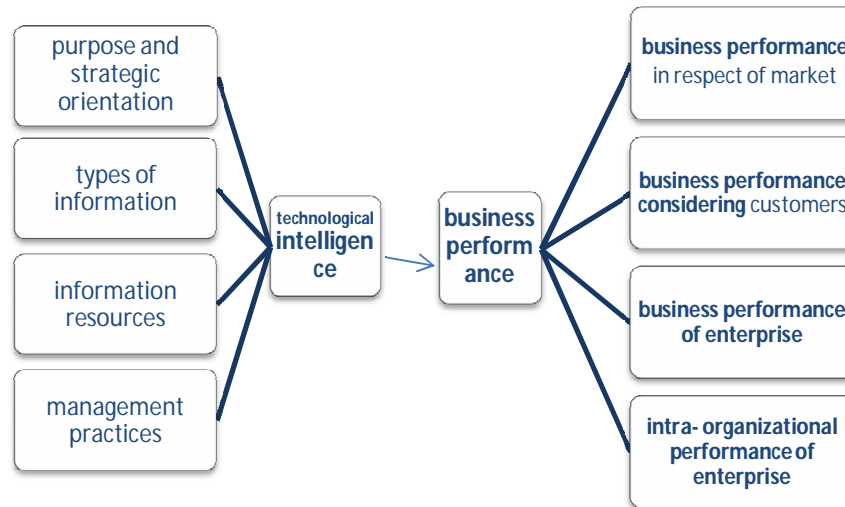 purpose and
strategic
orientation
types of
information
information
resources
management
practices
technological
intelligen
ce
business
perform
ance
business performance
in respect of market
business performance
considering customers
business performance
of enterprise
intra- organizational
performance of
enterprise